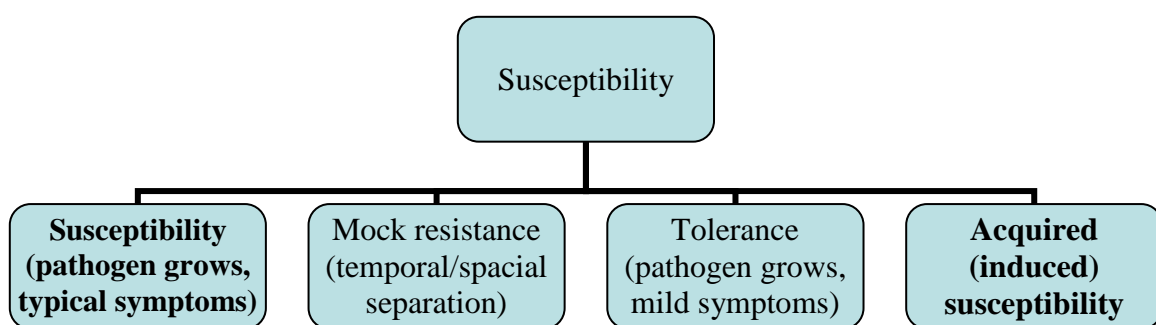 Susceptibility
Susceptibility
(pathogen grows,
typical symptoms)
Mock resistance
(temporal/spacial
separation)
Tolerance
(pathogen grows,
mild symptoms)
Acquired
(induced)
susceptibility